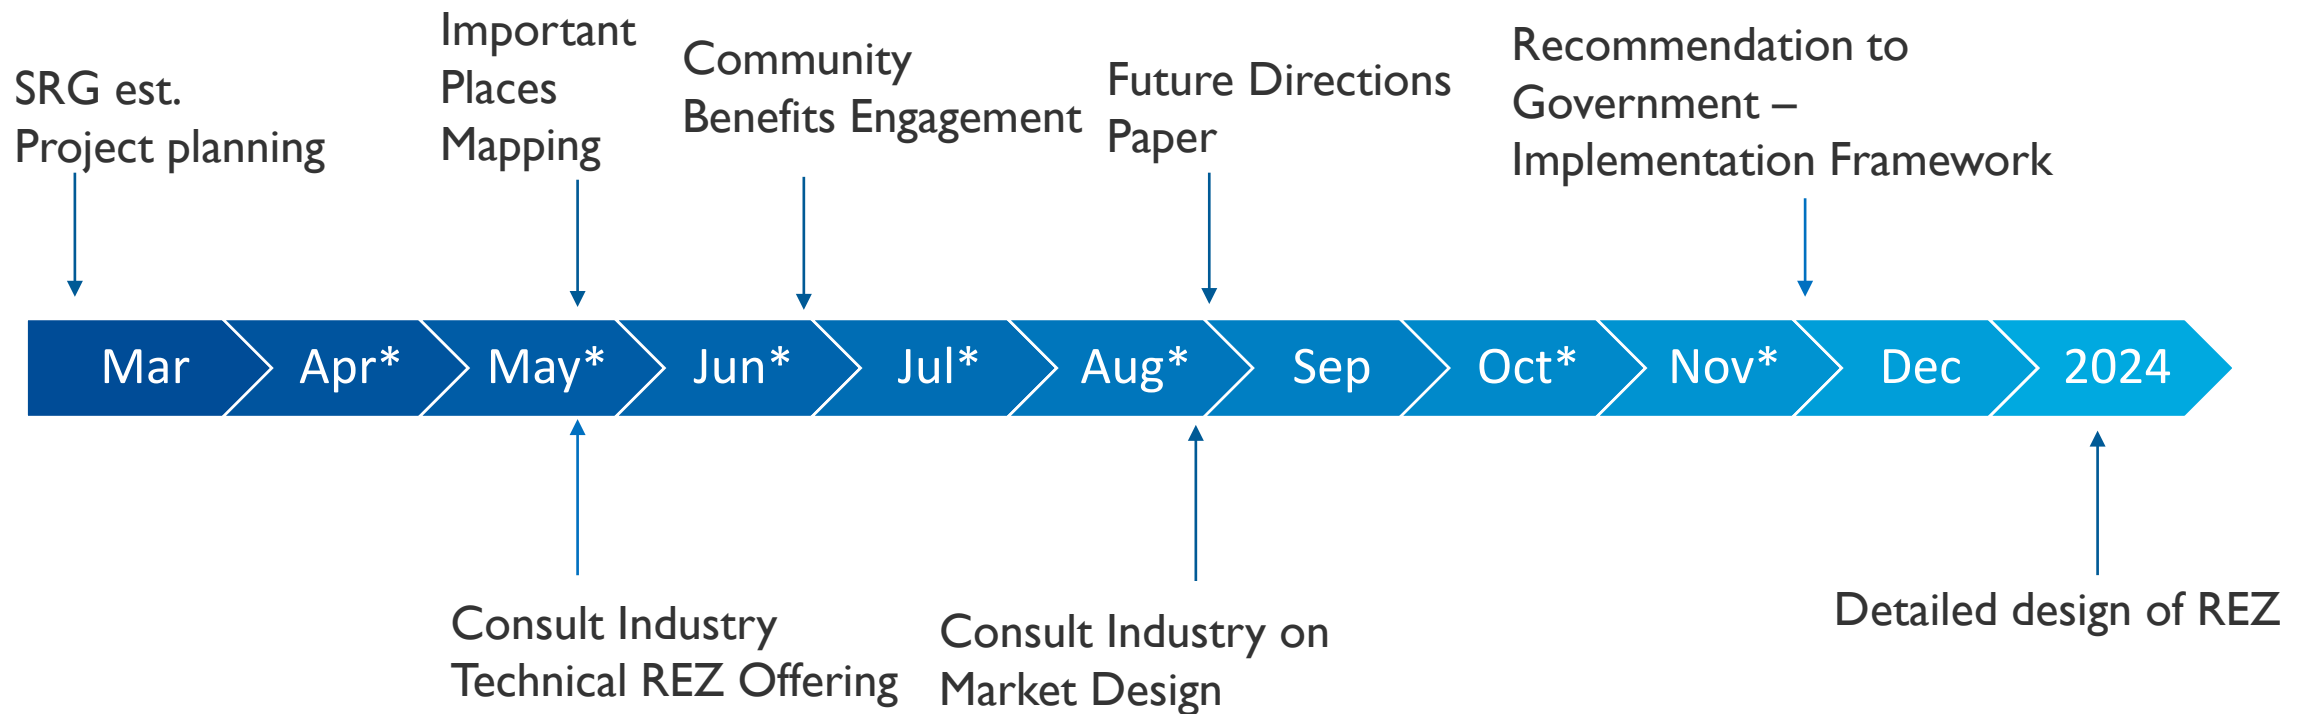 SRG est.
Project planning
Important
Places
Mapping
Community
Benefits Engagement
Future Directions
Paper
Recommendation to
Government –
Implementation Framework
Mar
Apr*
May*
Jun*
Jul*
Aug*
Sep
Oct*
Nov*
Dec
2024
Consult Industry
Technical REZ Offering
Consult Industry on
Market Design
Detailed design of REZ